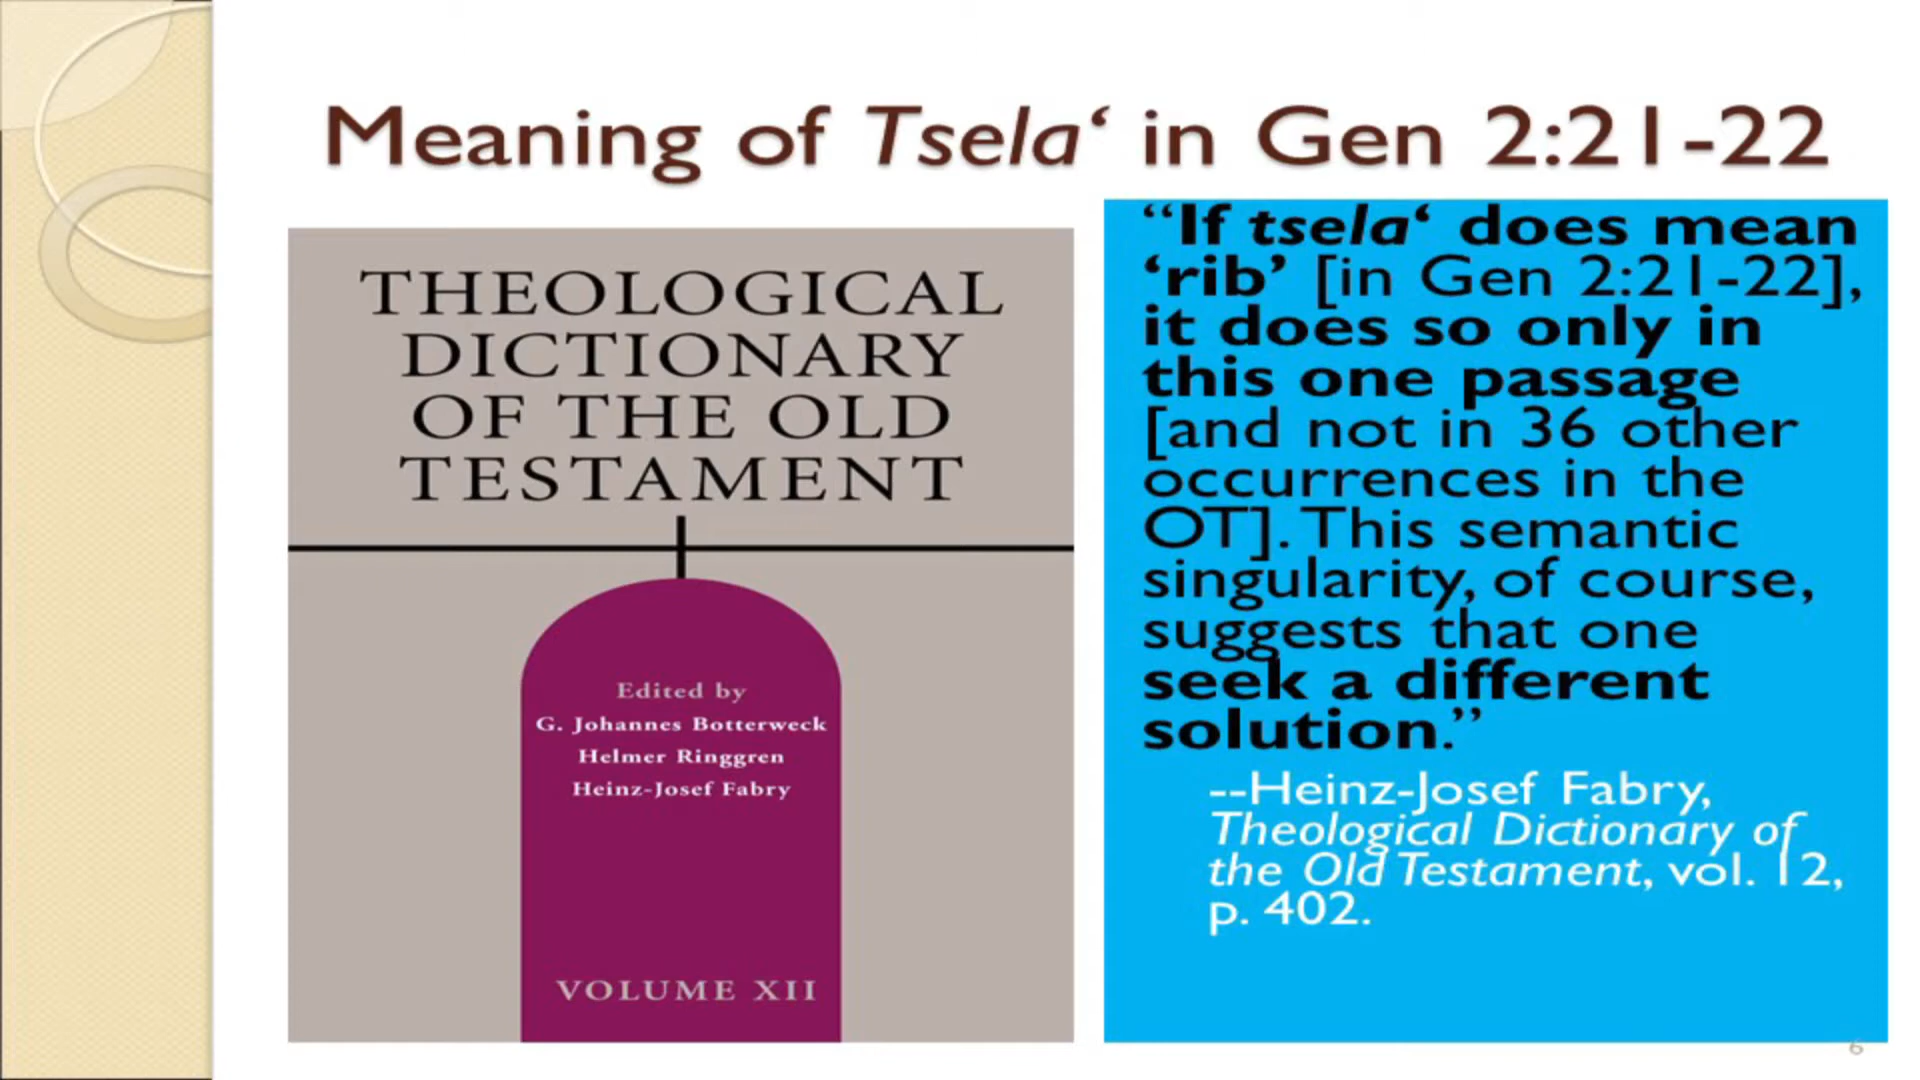 Meaning of Tsela‘ in Gen 2:21-22
THEOLOGICAL
DICTIONARY
OF THE OLD
TESTAMENT
Edited by
G. Johannes Botterweck
Helmer Ringgren
Heinz-Josef Fabry
VOLUME XII
“If tsela‘ does mean
‘rib’ [in Gen 2:21-22],
it does so only in
this one passage
[and not in 36 other
occurrences in the
OT]. This semantic
singularity, of course,
suggests that one
seek a different
solution.”
--Heinz-Josef Fabry,
Theological Dictionary of
the Old Testament, vol. 12,
p. 402.
6